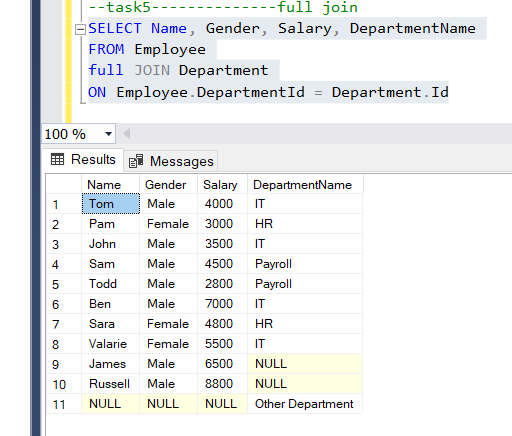 --task5---------------full join
SELECT Name, Gender, Salary, DepartmentName
FROM Employee
full JOIN Department
ON Employee.DepartmentId = Department.Id
100 %
Results Messages
Name Gender Salary DepartmentName
1 Tom Male 4000 IT
2 Pam Female 3000 HR
3 John Male 3500 IT
4 Sam Male 4500 Payroll
5 Todd Male 2800 Payroll
6 Ben Male 7000 IT
7 Sara Female 4800 HR
8 Valarie Female 5500 IT
9 James Male 6500 NULL
10 Russell Male 8800 NULL
11 NULL NULL NULL Other Department